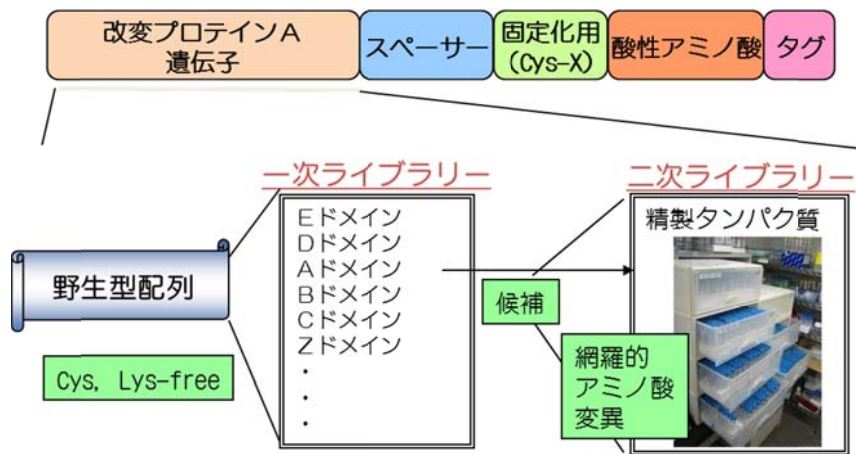 改変プロテインA
遺伝子
スペーサー
固定化用
(Cys-X)
酸性アミノ酸
タグ
一次ライブラリー
二次ライブラリー
Eドメイン
Dドメイン
Aドメイン
Bドメイン
Cドメイン
Zドメイン
・
・
・
精製タンパク質
野生型配列
候補
Cys, Lys-free
網羅的
アミノ酸
変異